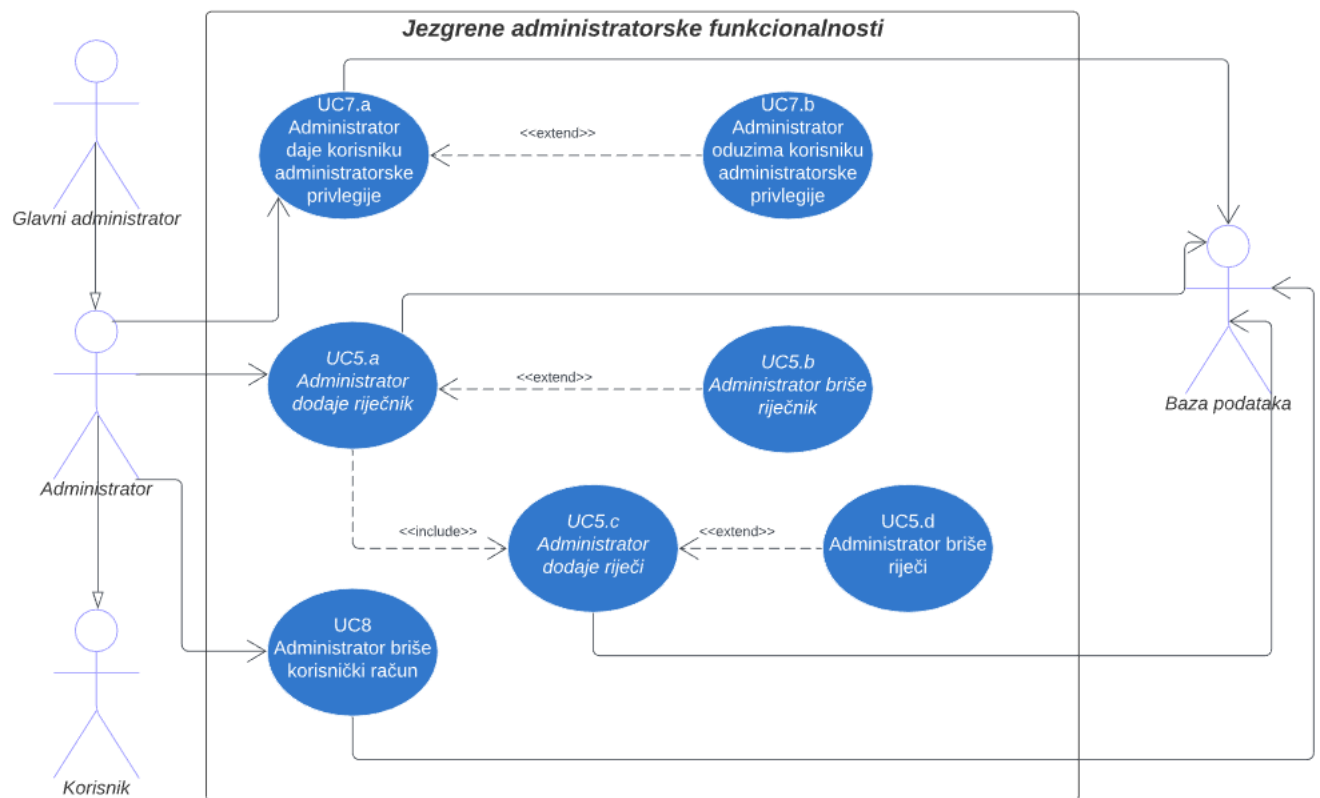 Jezgrene administratorske funkcionalnosti
UC7.a
Administrator
daje korisniku
administratorske
privlegije
<<extend>>
UC7.b
Administrator
oduzima korisniku
administratorske
privlegije
Glavni administrator
UC5.a
Administrator
dodaje riječnik
<<extend>>
UC5.b
Administrator briše
riječnik
Baza podataka
Administrator
<<include>>
UC5.c
Administrator
dodaje riječi
<<extend>>
UC5.d
Administrator briše
riječi
UC8
Administrator briše
korisnički račun
Korisnik